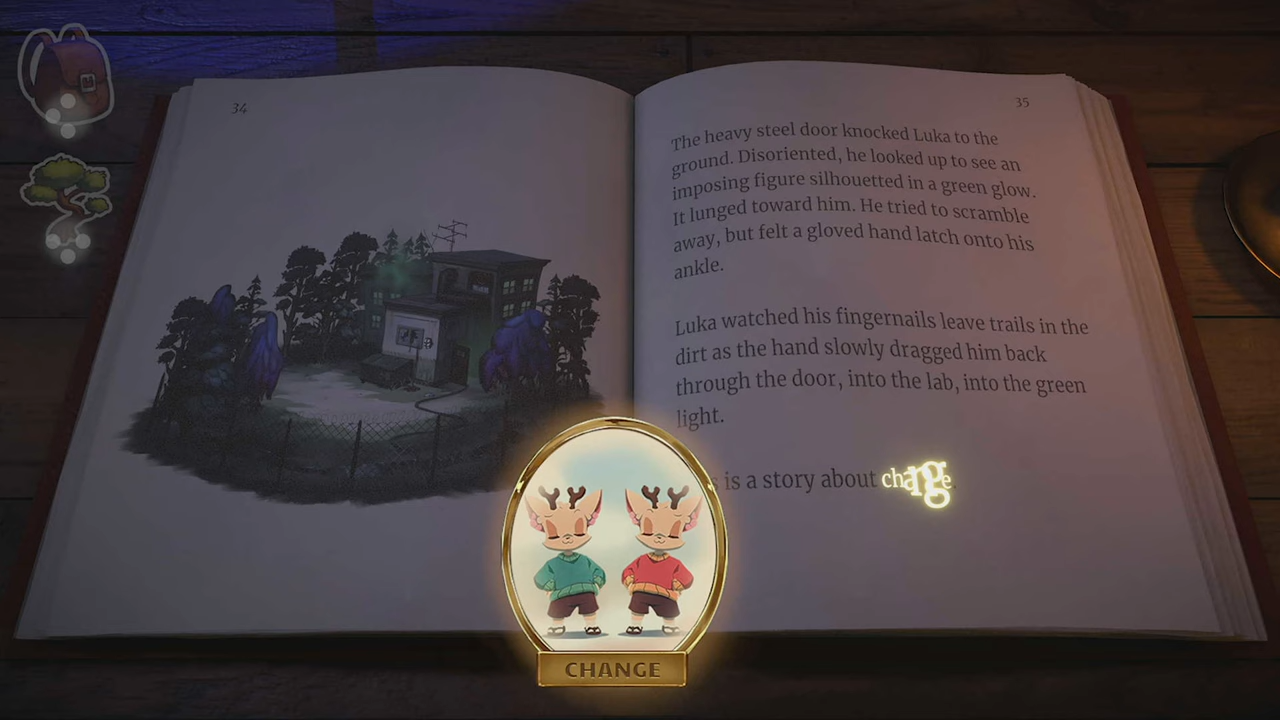 34
35
The heavy steel door knocked Luka to the
ground. Disoriented, he looked up to see an
imposing figure silhouetted in a green glow.
It lunged toward him. He tried to scramble
away, but felt a gloved hand latch onto his
ankle.
Luka watched his fingernails leave trails in the
dirt as the hand slowly dragged him back
through the door, into the lab, into the green
light.
is a story about change.
CHANGE